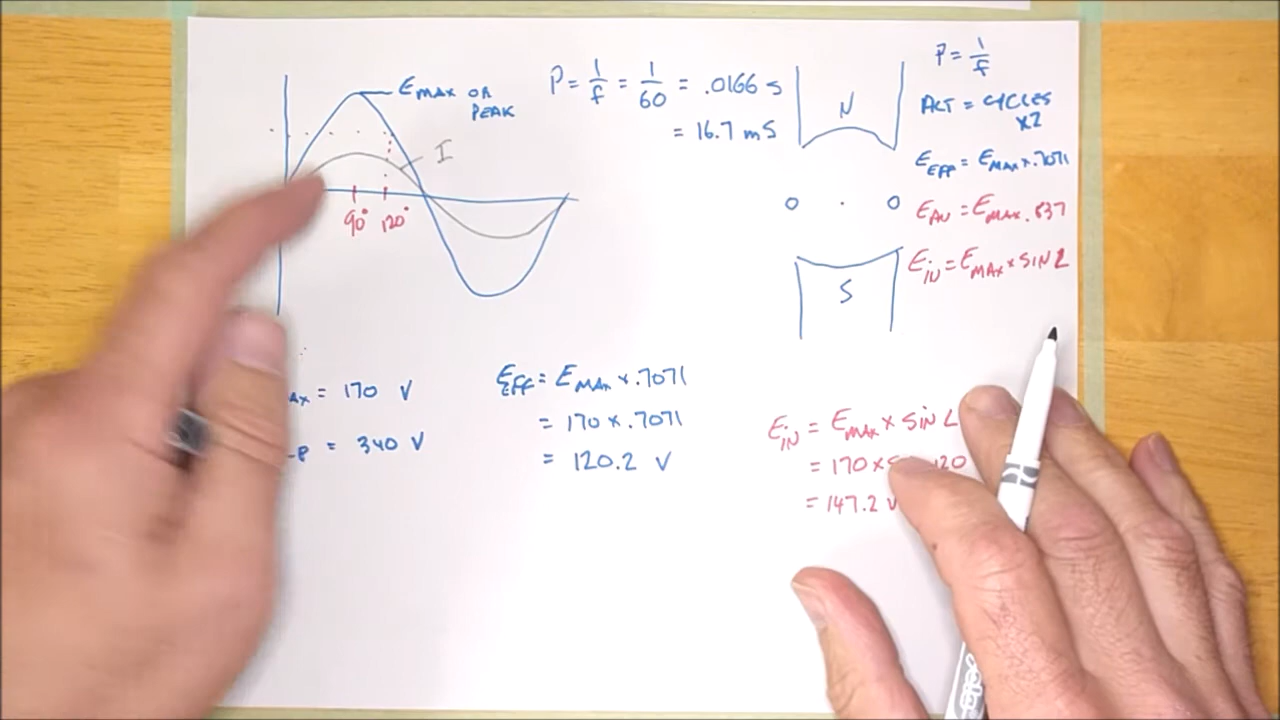 EMAX OR
PEAK
I
90°
120°
P = 1/f = 1/60 = .0166 s
= 16.7 ms
N
S
P = 1/f
ALT = CYCLES
x2
EEFF = EMAX x .7071
EAV = EMAX . 637
EiN = EMAX x SIN ∠
= 170 V
= 340 V
EEFF = EMAX x .7071
= 170 x .7071
= 120.2 V
EiN = EMAX x SiN ∠
= 170 x 120
= 147.2 V